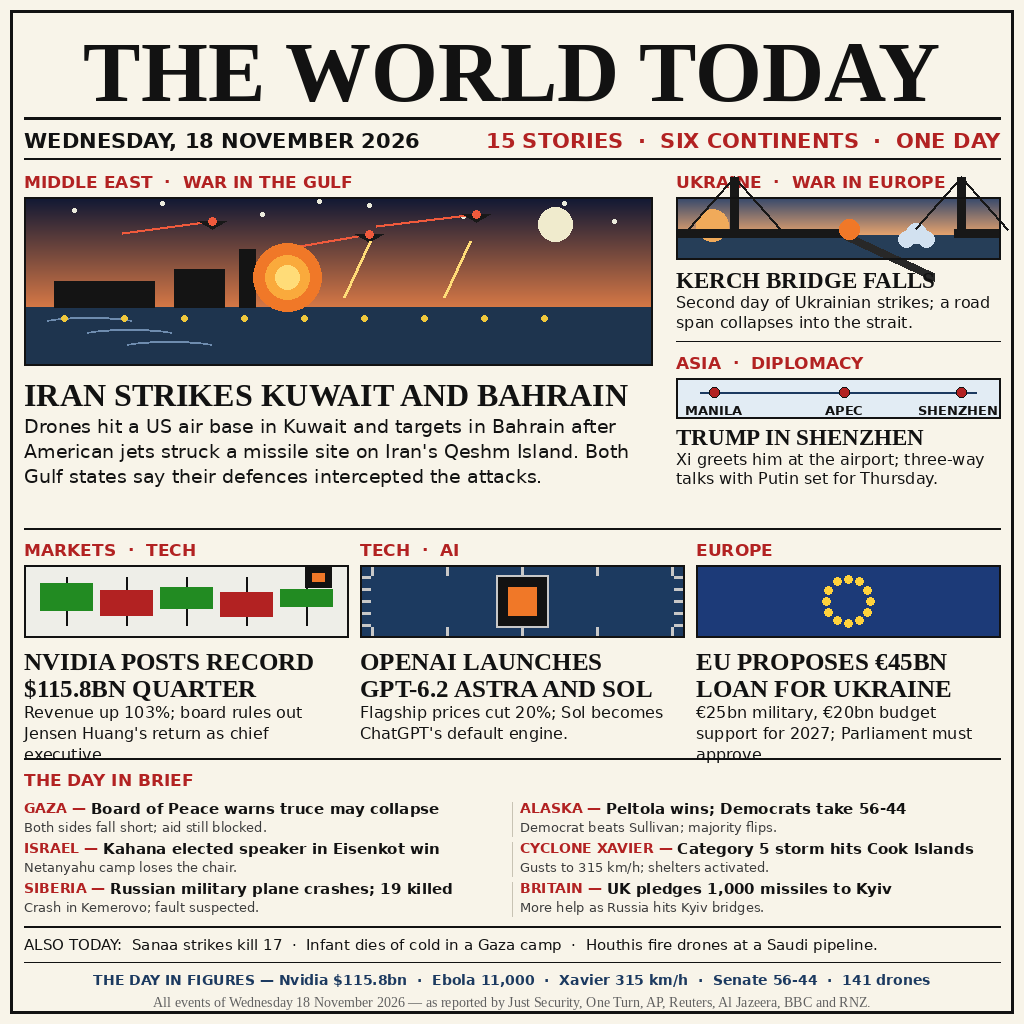 THE WORLD TODAY
WEDNESDAY, 18 NOVEMBER 2026
15 STORIES · SIX CONTINENTS · ONE DAY
MIDDLE EAST · WAR IN THE GULF
IRAN STRIKES KUWAIT AND BAHRAIN
Drones hit a US air base in Kuwait and targets in Bahrain after
American jets struck a missile site on Iran's Qeshm Island. Both
Gulf states say their defences intercepted the attacks.
UKRAINE · WAR IN EUROPE
KERCH BRIDGE FALLS
Second day of Ukrainian strikes; a road
span collapses into the strait.
ASIA · DIPLOMACY
MANILA APEC SHENZHEN
TRUMP IN SHENZHEN
Xi greets him at the airport; three-way
talks with Putin set for Thursday.
MARKETS · TECH
NVIDIA POSTS RECORD
$115.8BN QUARTER
Revenue up 103%; board rules out
Jensen Huang's return as chief
executive.
TECH · AI
OPENAI LAUNCHES
GPT-6.2 ASTRA AND SOL
Flagship prices cut 20%; Sol becomes
ChatGPT's default engine.
EUROPE
EU PROPOSES €45BN
LOAN FOR UKRAINE
€25bn military, €20bn budget
support for 2027; Parliament must
approve.
THE DAY IN BRIEF
GAZA — Board of Peace warns truce may collapse
Both sides fall short; aid still blocked.
ISRAEL — Kahana elected speaker in Eisenkot win
Netanyahu camp loses the chair.
SIBERIA — Russian military plane crashes; 19 killed
Crash in Kemerovo; fault suspected.
ALASKA — Peltola wins; Democrats take 56-44
Democrat beats Sullivan; majority flips.
CYCLONE XAVIER — Category 5 storm hits Cook Islands
Gusts to 315 km/h; shelters activated.
BRITAIN — UK pledges 1,000 missiles to Kyiv
More help as Russia hits Kyiv bridges.
ALSO TODAY: Sanaa strikes kill 17 · Infant dies of cold in a Gaza camp · Houthis fire drones at a Saudi pipeline.
THE DAY IN FIGURES — Nvidia $115.8bn · Ebola 11,000 · Xavier 315 km/h · Senate 56-44 · 141 drones
All events of Wednesday 18 November 2026 — as reported by Just Security, One Turn, AP, Reuters, Al Jazeera, BBC and RNZ.